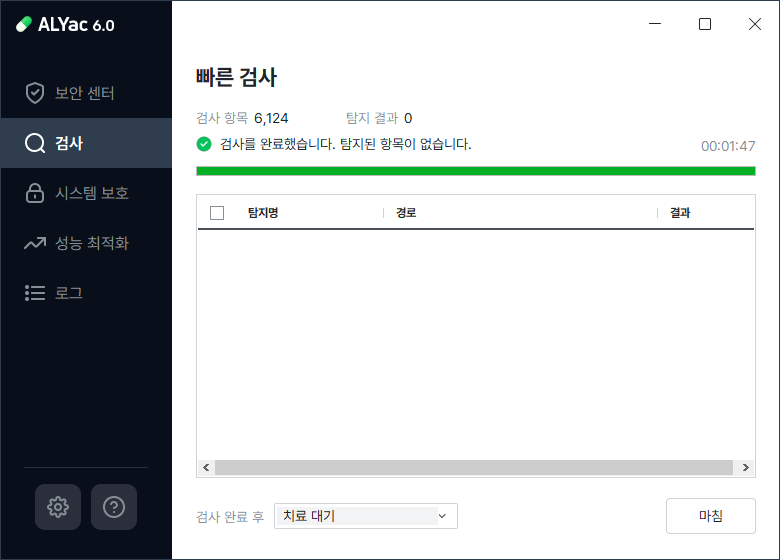 ALYac 6.0
보안 센터
검사
시스템 보호
성능 최적화
로그
빠른 검사
검사 항목 6,124 탐지 결과 0
검사를 완료했습니다. 탐지된 항목이 없습니다. 00:01:47
탐지명 경로 결과
검사 완료 후 치료 대기 마침